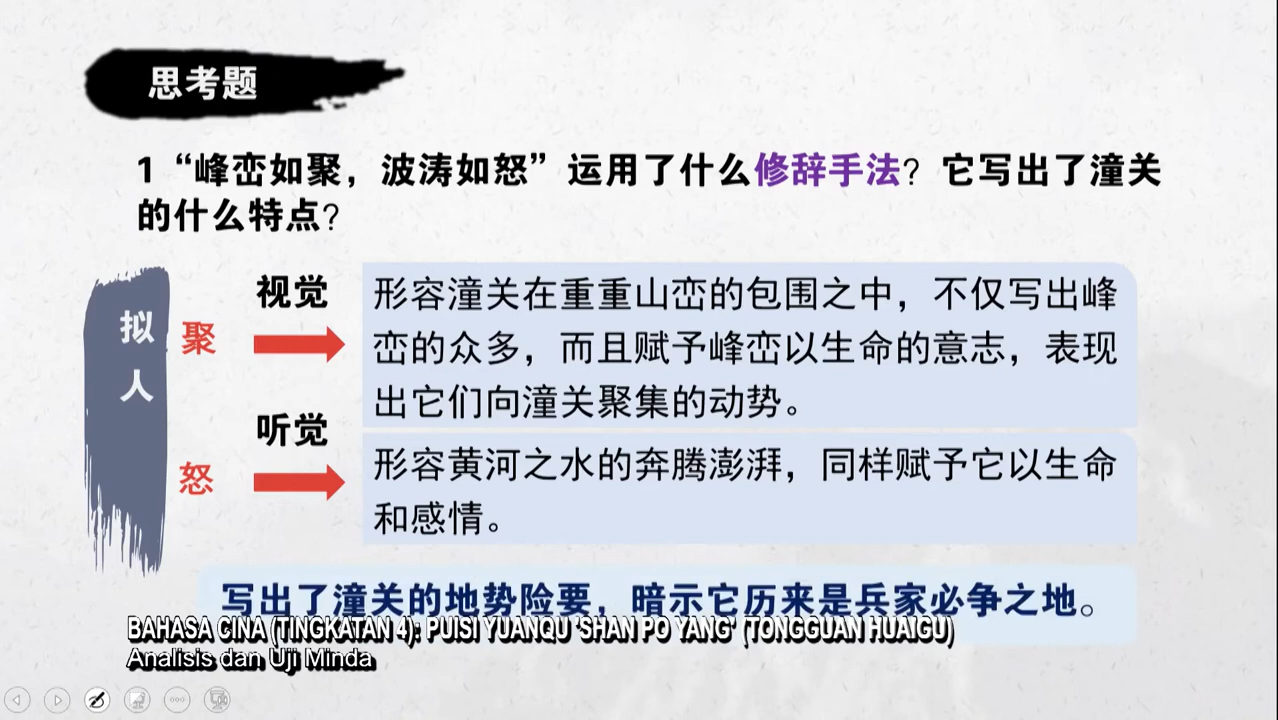 思考题
1 “峰峦如聚，波涛如怒”运用了什么修辞手法？它写出了潼关
的什么特点？
拟人
聚
视觉
形容潼关在重重山峦的包围之中，不仅写出峰
峦的众多，而且赋予峰峦以生命的意志，表现
出它们向潼关聚集的动势。
怒
听觉
形容黄河之水的奔腾澎湃，同样赋予它以生命
和感情。
写出了潼关的地势险要，暗示它历来是兵家必争之地。
BAHASA CINA (TINGKATAN 4): PUISI YUANQU 'SHAN PO YANG' (TONGGUAN HUAIGU)
Analisis dan Uji Minda